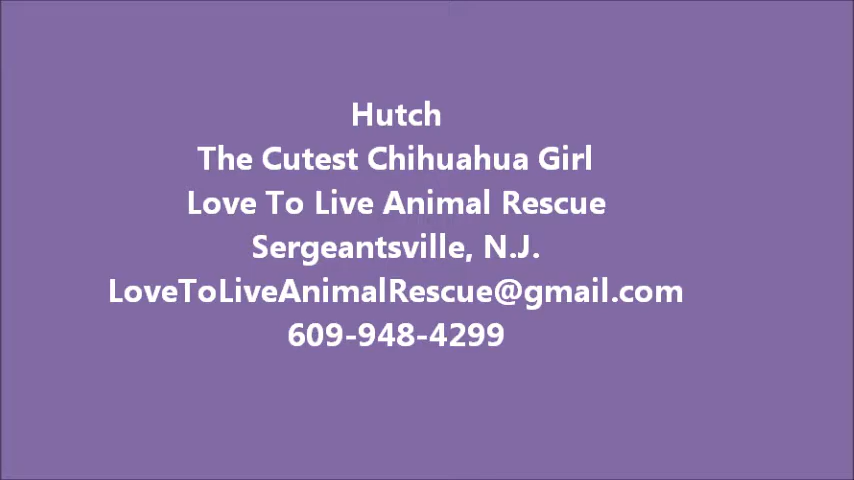 Hutch
The Cutest Chihuahua Girl
Love To Live Animal Rescue
Sergeantsville, N.J.
LoveToLiveAnimalRescue@gmail.com
609-948-4299